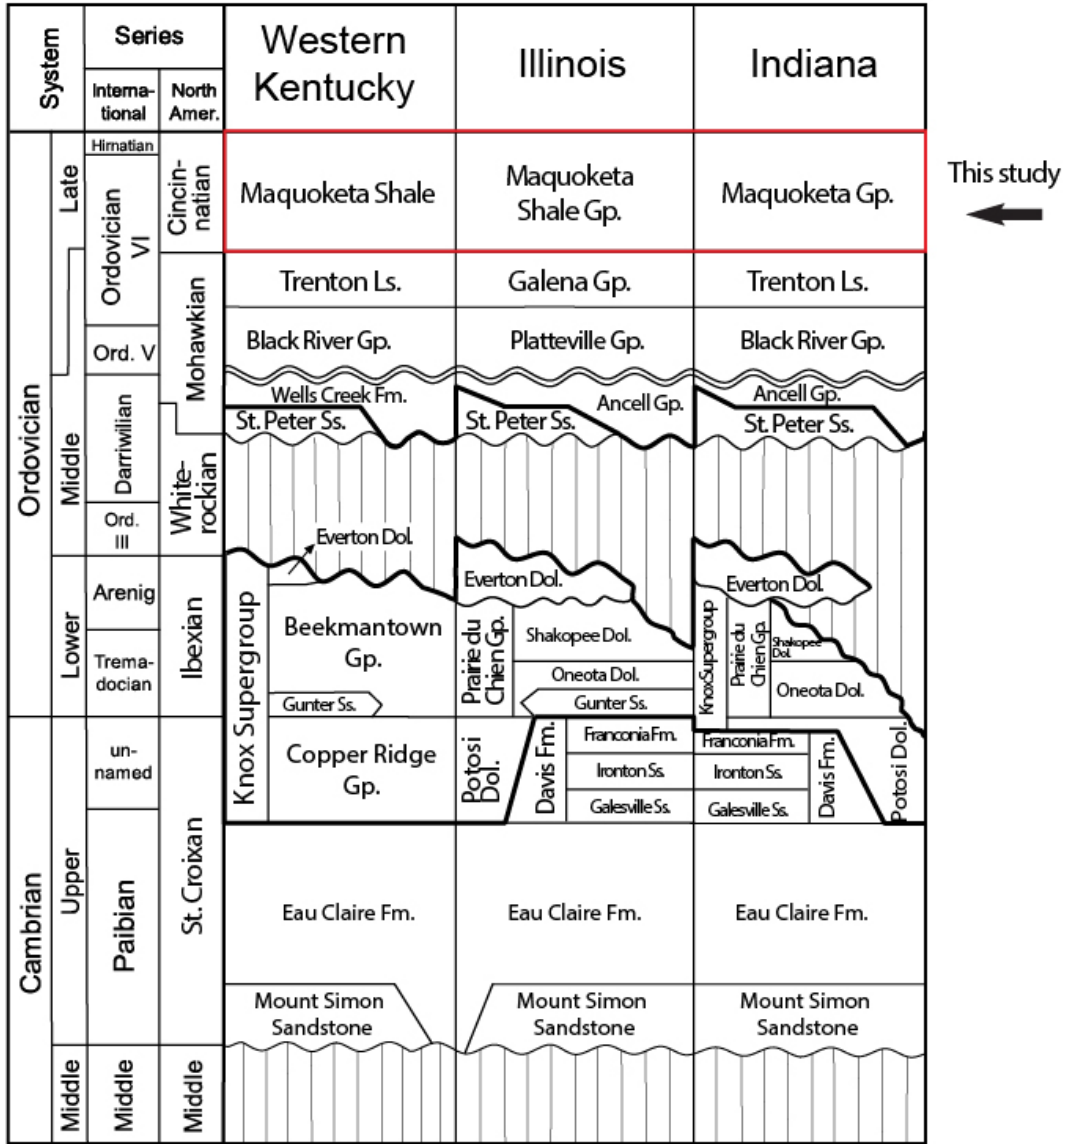 System
Series
Interna-
tional
North
Amer.
Western
Kentucky
Illinois
Indiana
Ordovician
Late
Middle
Lower
Hirnatian
Ordovician
VI
Ord. V
Darriwilian
Ord.
III
Arenig
Trema-
docian
Cincin-
natian
Mohawkian
White-
rockian
Ibexian
Maquoketa Shale
Maquoketa
Shale Gp.
Maquoketa Gp.
This study
Trenton Ls.
Galena Gp.
Trenton Ls.
Black River Gp.
Platteville Gp.
Black River Gp.
Wells Creek Fm.
St. Peter Ss.
Ancell Gp.
St. Peter Ss.
Ancell Gp.
St. Peter Ss.
Everton Dol.
Everton Dol.
Everton Dol.
Knox Supergroup
Beekmantown
Gp.
Gunter Ss.
Copper Ridge
Gp.
Prairie du
Chien Gp.
Shakopee Dol.
Oneota Dol.
Gunter Ss.
Potosi
Dol.
Davis Fm.
Franconia Fm.
Ironton Ss.
Galesville Ss.
Knox Supergroup
Prairie du
Chien Gp.
Shakopee
Dol.
Oneota Dol.
Franconia Fm.
Ironton Ss.
Galesville Ss.
Davis Fm.
Potosi Dol.
Cambrian
Upper
Middle
un-
named
Paibian
Middle
St. Croixan
Middle
Eau Claire Fm.
Eau Claire Fm.
Eau Claire Fm.
Mount Simon
Sandstone
Mount Simon
Sandstone
Mount Simon
Sandstone